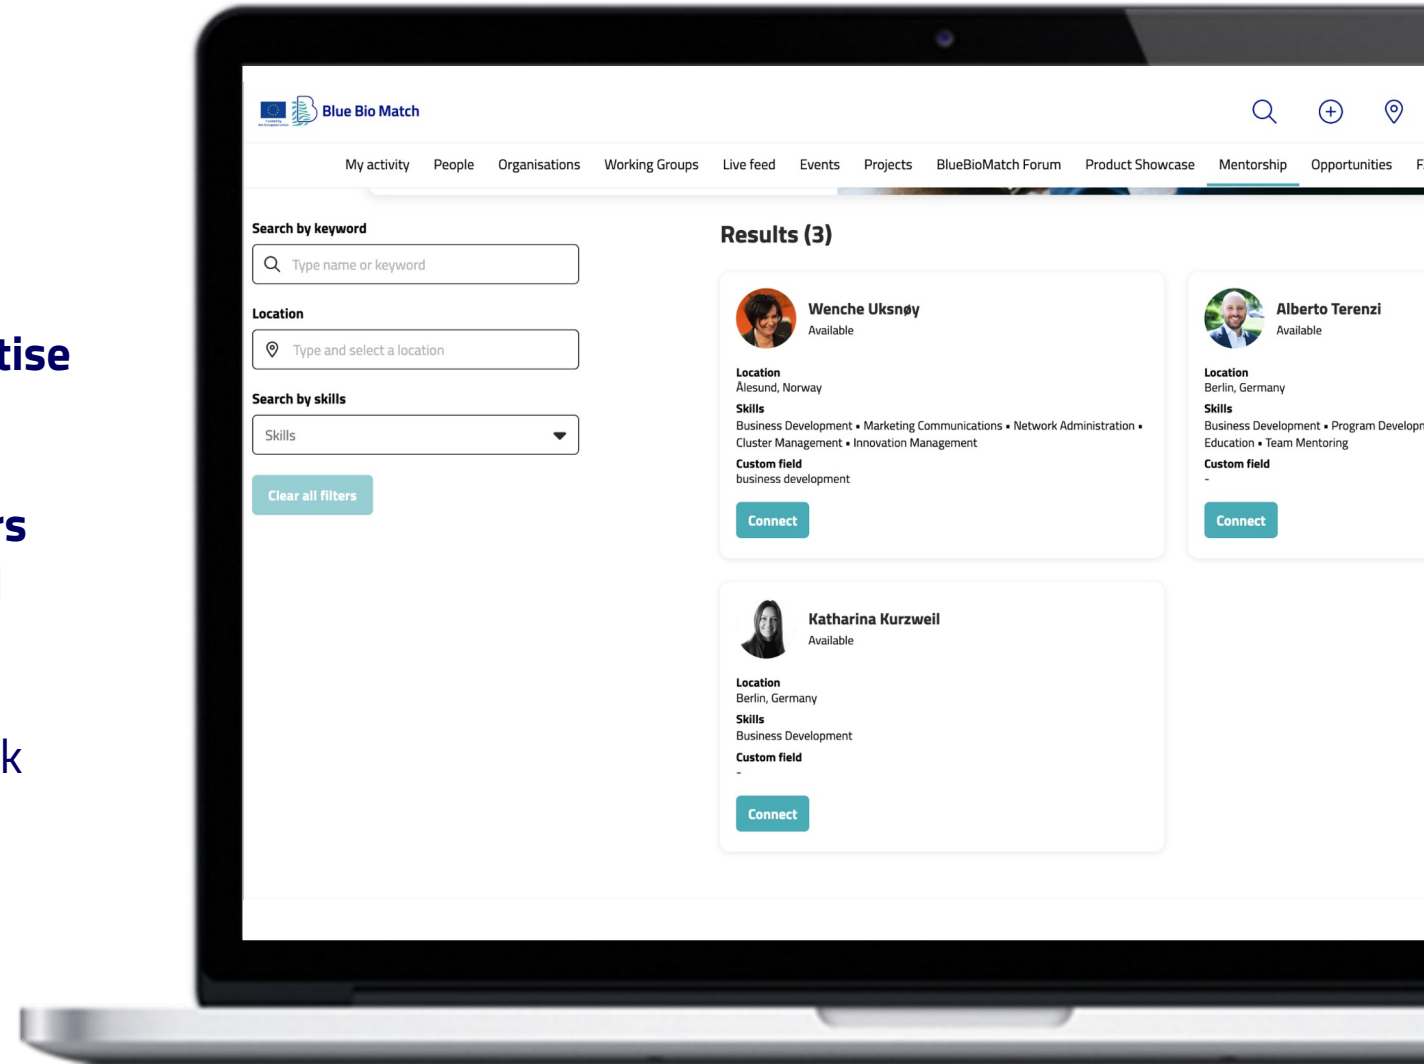 tise
rs
k
Blue Bio Match
My activity People Organisations Working Groups Live feed Events Projects BlueBioMatch Forum Product Showcase Mentorship Opportunities
Search by keyword
Type name or keyword
Location
Type and select a location
Search by skills
Skills
Clear all filters
Results (3)
Wenche Uksnøy
Available
Location
Ålesund, Norway
Skills
Business Development • Marketing Communications • Network Administration •
Cluster Management • Innovation Management
Custom field
business development
Connect
Alberto Terenzi
Available
Location
Berlin, Germany
Skills
Business Development • Program Developm
Education • Team Mentoring
Custom field
-
Connect
Katharina Kurzweil
Available
Location
Berlin, Germany
Skills
Business Development
Custom field
-
Connect